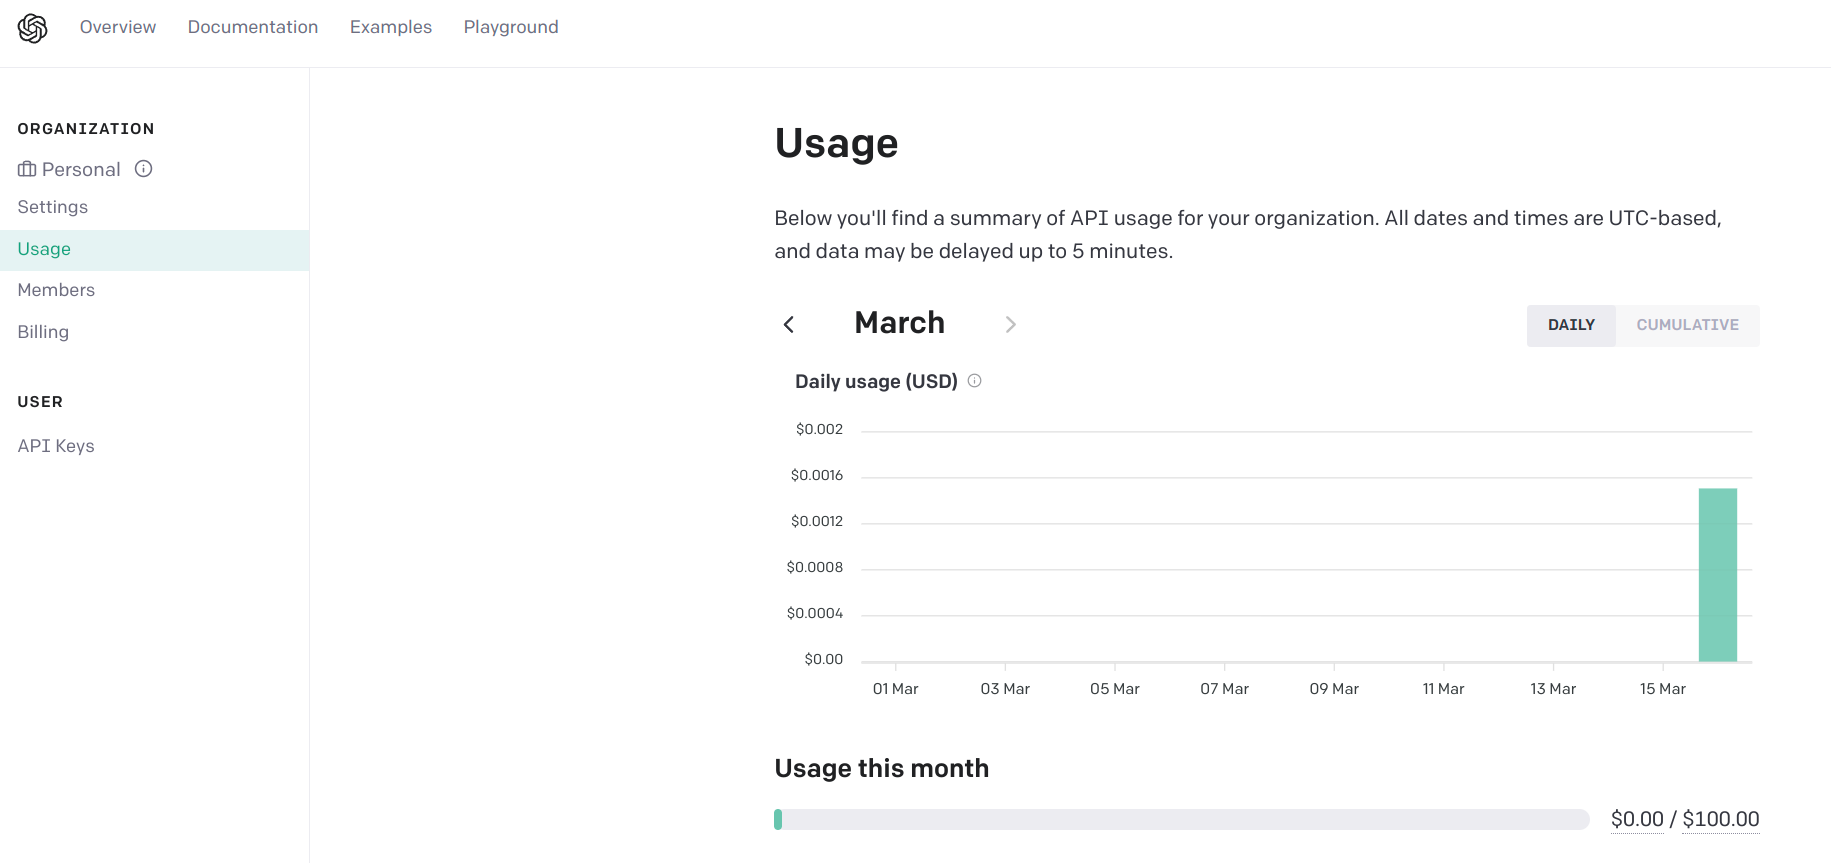 Overview Documentation Examples Playground
ORGANIZATION
Personal
Settings
Usage
Members
Billing
USER
API Keys
Usage
Below you'll find a summary of API usage for your organization. All dates and times are UTC-based,
and data may be delayed up to 5 minutes.
March
DAILY CUMULATIVE
Daily usage (USD)
$0.002
$0.0016
$0.0012
$0.0008
$0.0004
$0.00
01 Mar 03 Mar 05 Mar 07 Mar 09 Mar 11 Mar 13 Mar 15 Mar
Usage this month
$0.00 / $100.00